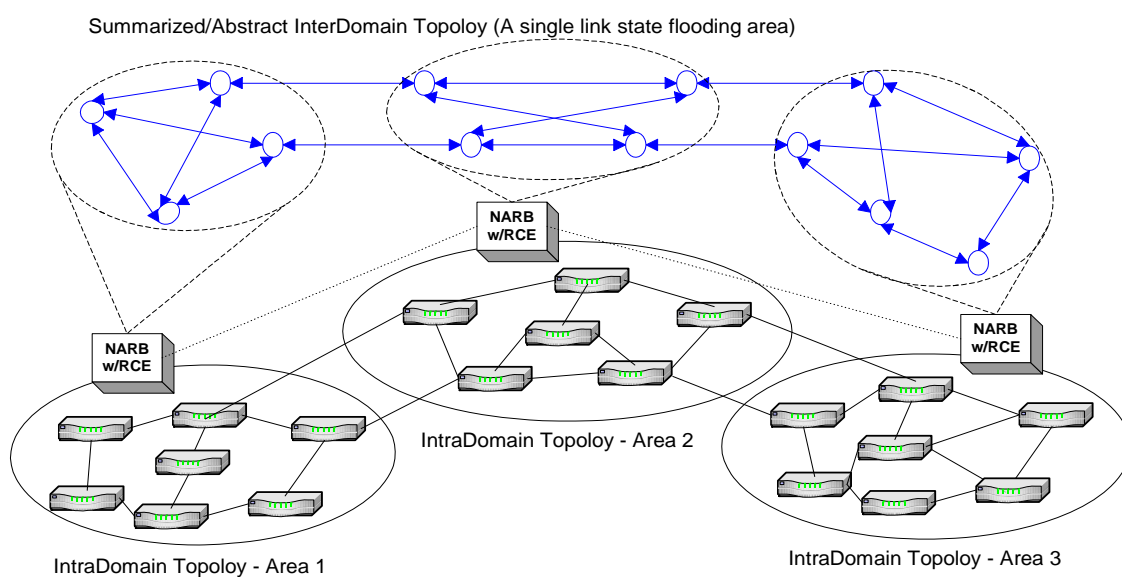 Summarized/Abstract InterDomain Topoloy (A single link state flooding area)
NARB
w/RCE
NARB
w/RCE
NARB
w/RCE
IntraDomain Topoloy - Area 2
IntraDomain Topoloy - Area 1
IntraDomain Topoloy - Area 3